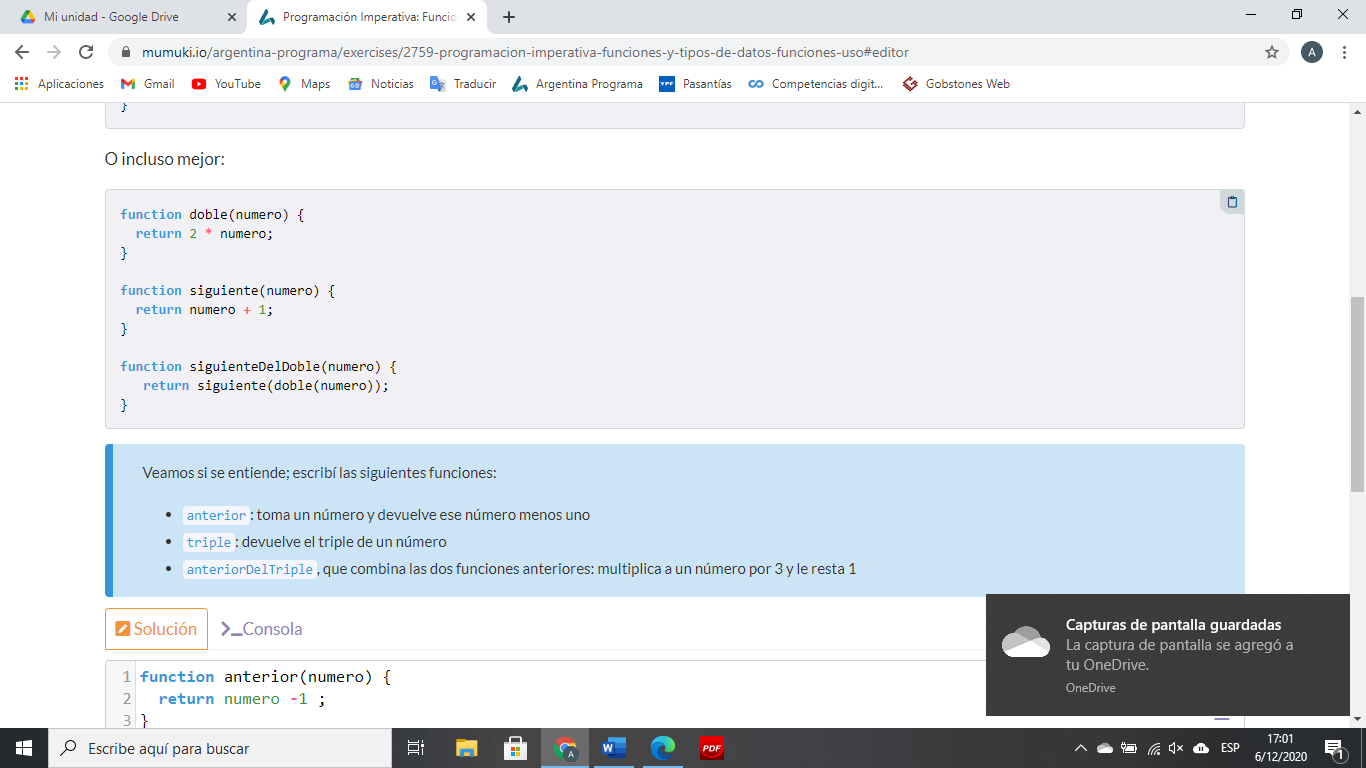 Mi unidad - Google Drive
Programación Imperativa: Funcio
mumuki.io/argentina-programa/exercises/2759-programacion-imperativa-funciones-y-tipos-de-datos-funciones-uso#editor
A
Aplicaciones Gmail YouTube Maps Noticias Traducir Argentina Programa YPF Pasantías Competencias digit... Gobstones Web
}
O incluso mejor:
function doble(numero) {
return 2 * numero;
}
function siguiente(numero) {
return numero + 1;
}
function siguienteDelDoble(numero) {
return siguiente(doble(numero));
}
Veamos si se entiende; escribí las siguientes funciones:
• anterior: toma un número y devuelve ese número menos uno
• triple: devuelve el triple de un número
• anteriorDelTriple, que combina las dos funciones anteriores: multiplica a un número por 3 y le resta 1
Solución
Consola
1 function anterior(numero) {
2 return numero -1 ;
3 }
Capturas de pantalla guardadas
La captura de pantalla se agregó a
tu OneDrive.
OneDrive
Escribe aquí para buscar
A
W
PDF
ESP
17:01
6/12/2020
1